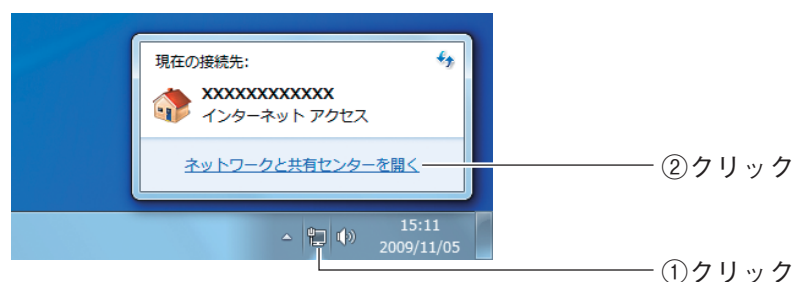 現在の接続先:
XXXXXXXXXXXX
インターネット アクセス
ネットワークと共有センターを開く
②クリック
15:11
2009/11/05
①クリック